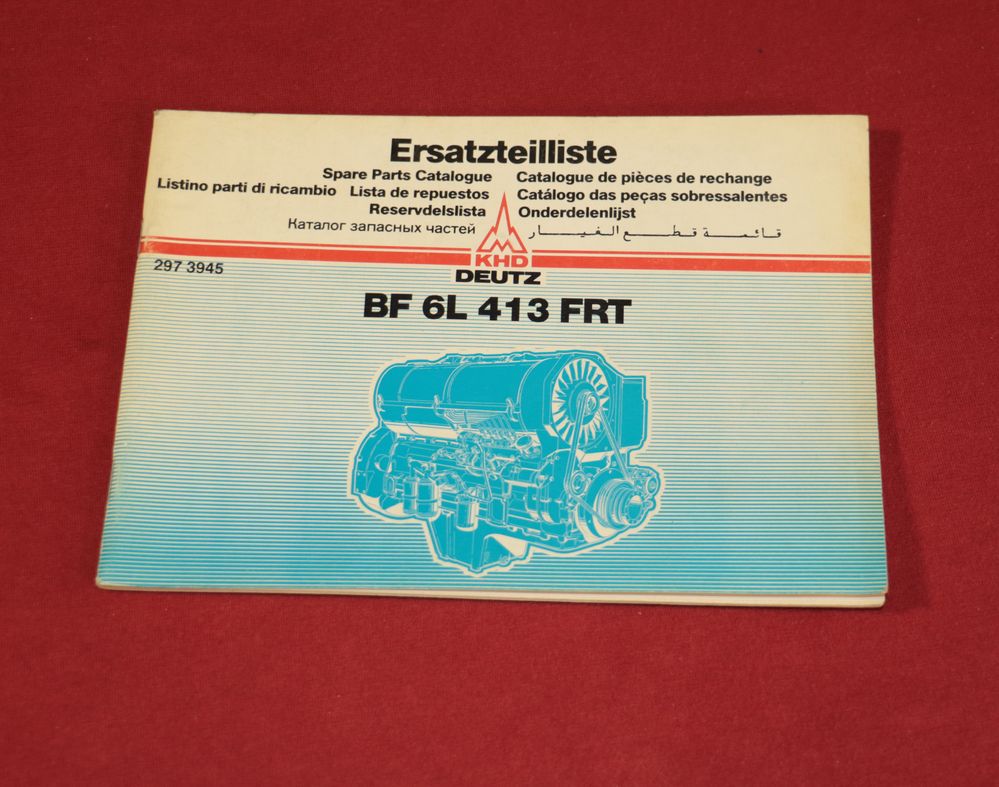 Ersatzteilliste
Spare Parts Catalogue Catalogue de pièces de rechange
Listino parti di ricambio Lista de repuestos Catálogo das peças sobressalentes
Reservdelslista Onderdelenlijst
Каталог запасных частей قائمة قطع الغيار
KHD
DEUTZ
297 3945
BF 6L 413 FRT